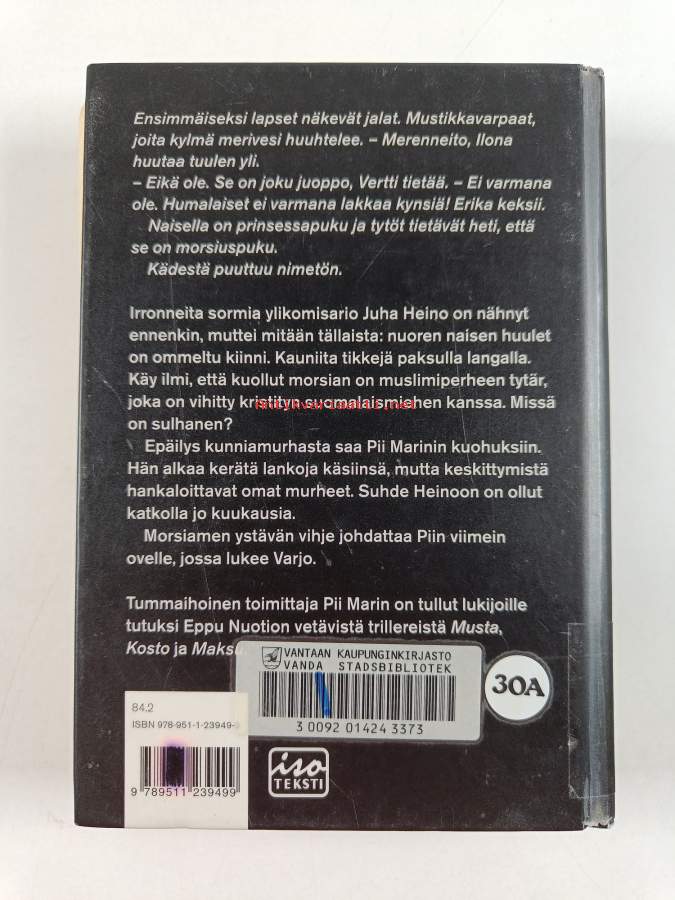 Ensimmäiseksi lapset näkevät jalat. Mustikkavarpaat,
joita kylmä merivesi huuhtelee. – Merenneito, Ilona
huutaa tuulen yli.
– Eikä ole. Se on joku juoppo, Vertti tietää. – Ei varmana
ole. Humalaiset ei varmana lakkaa kynsiä! Erika keksii.
Naisella on prinsessapuku ja tytöt tietävät heti, että
se on morsiuspuku.
Kädestä puuttuu nimetön.
Irronneita sormia ylikomisario Juha Heino on nähnyt
ennenkin, muttei mitään tällaista: nuoren naisen huulet
on ommeltu kiinni. Kauniita tikkejä paksulla langalla.
Käy ilmi, että kuollut morsian on muslimiperheen tytär,
joka on vihitty kristityn suomalaismiehen kanssa. Missä
Antikvariaatti.net
on sulhanen?
Epäilys kunniamurhasta saa Pii Marinin kuohuksiin.
Hän alkaa kerätä lankoja käsiinsä, mutta keskittymistä
hankaloittavat omat murheet. Suhde Heinoon on ollut
katkolla jo kuukausia.
Morsiamen ystävän vihje johdattaa Piin viimein
ovelle, jossa lukee Varjo.
Tummaihoinen toimittaja Pii Marin on tullut lukijoille
tutuksi Eppu Nuotion vetävistä trillereistä Musta,
Kosto ja Maksu.
VANTAAN KAUPUNGINKIRJASTO
VANDA STADSBIBLIOTEK
3 0092 01424 3373
30A
84.2
ISBN 978-951-1-23949-
9 789511 239499
iso
TEKSTI